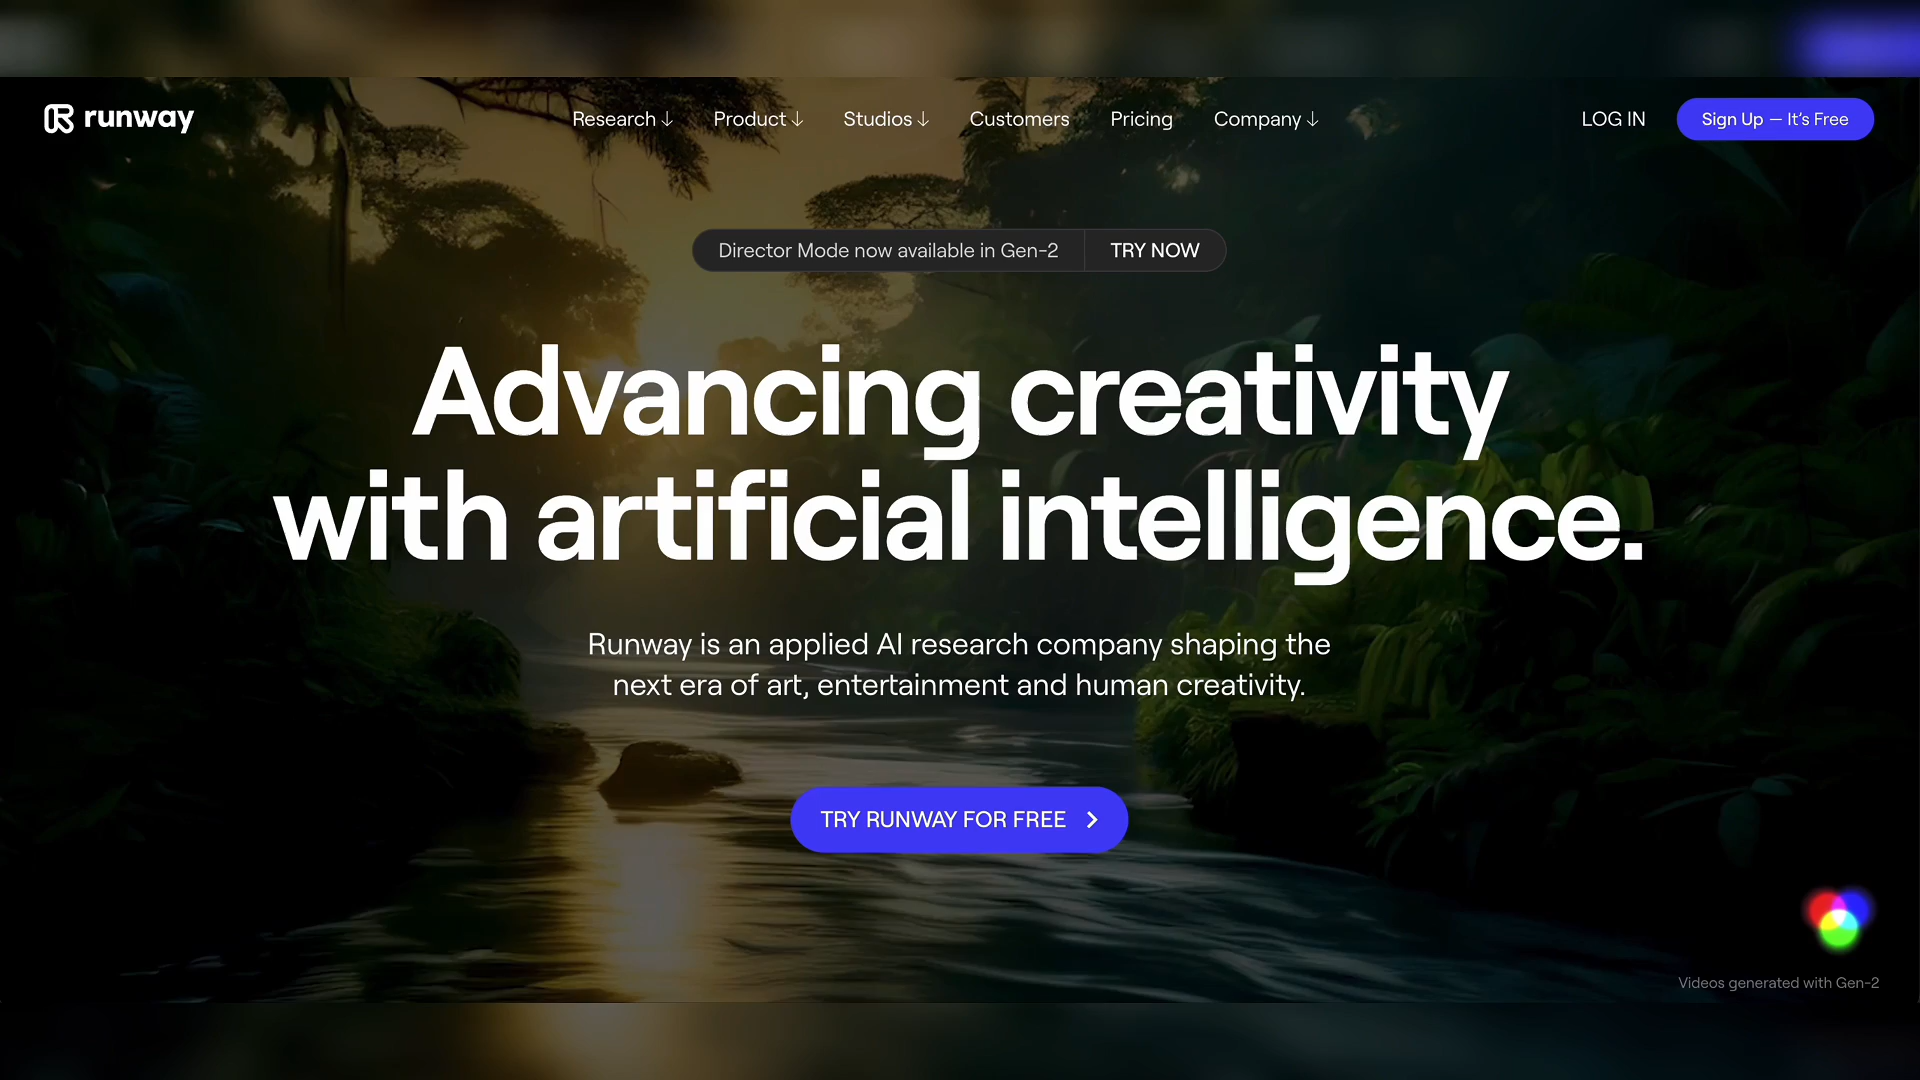 runway
Research ↓ Product ↓ Studios ↓ Customers Pricing Company ↓
LOG IN
Sign Up — It's Free
Director Mode now available in Gen-2
TRY NOW
Advancing creativity
with artificial intelligence.
Runway is an applied AI research company shaping the
next era of art, entertainment and human creativity.
TRY RUNWAY FOR FREE
Videos generated with Gen-2